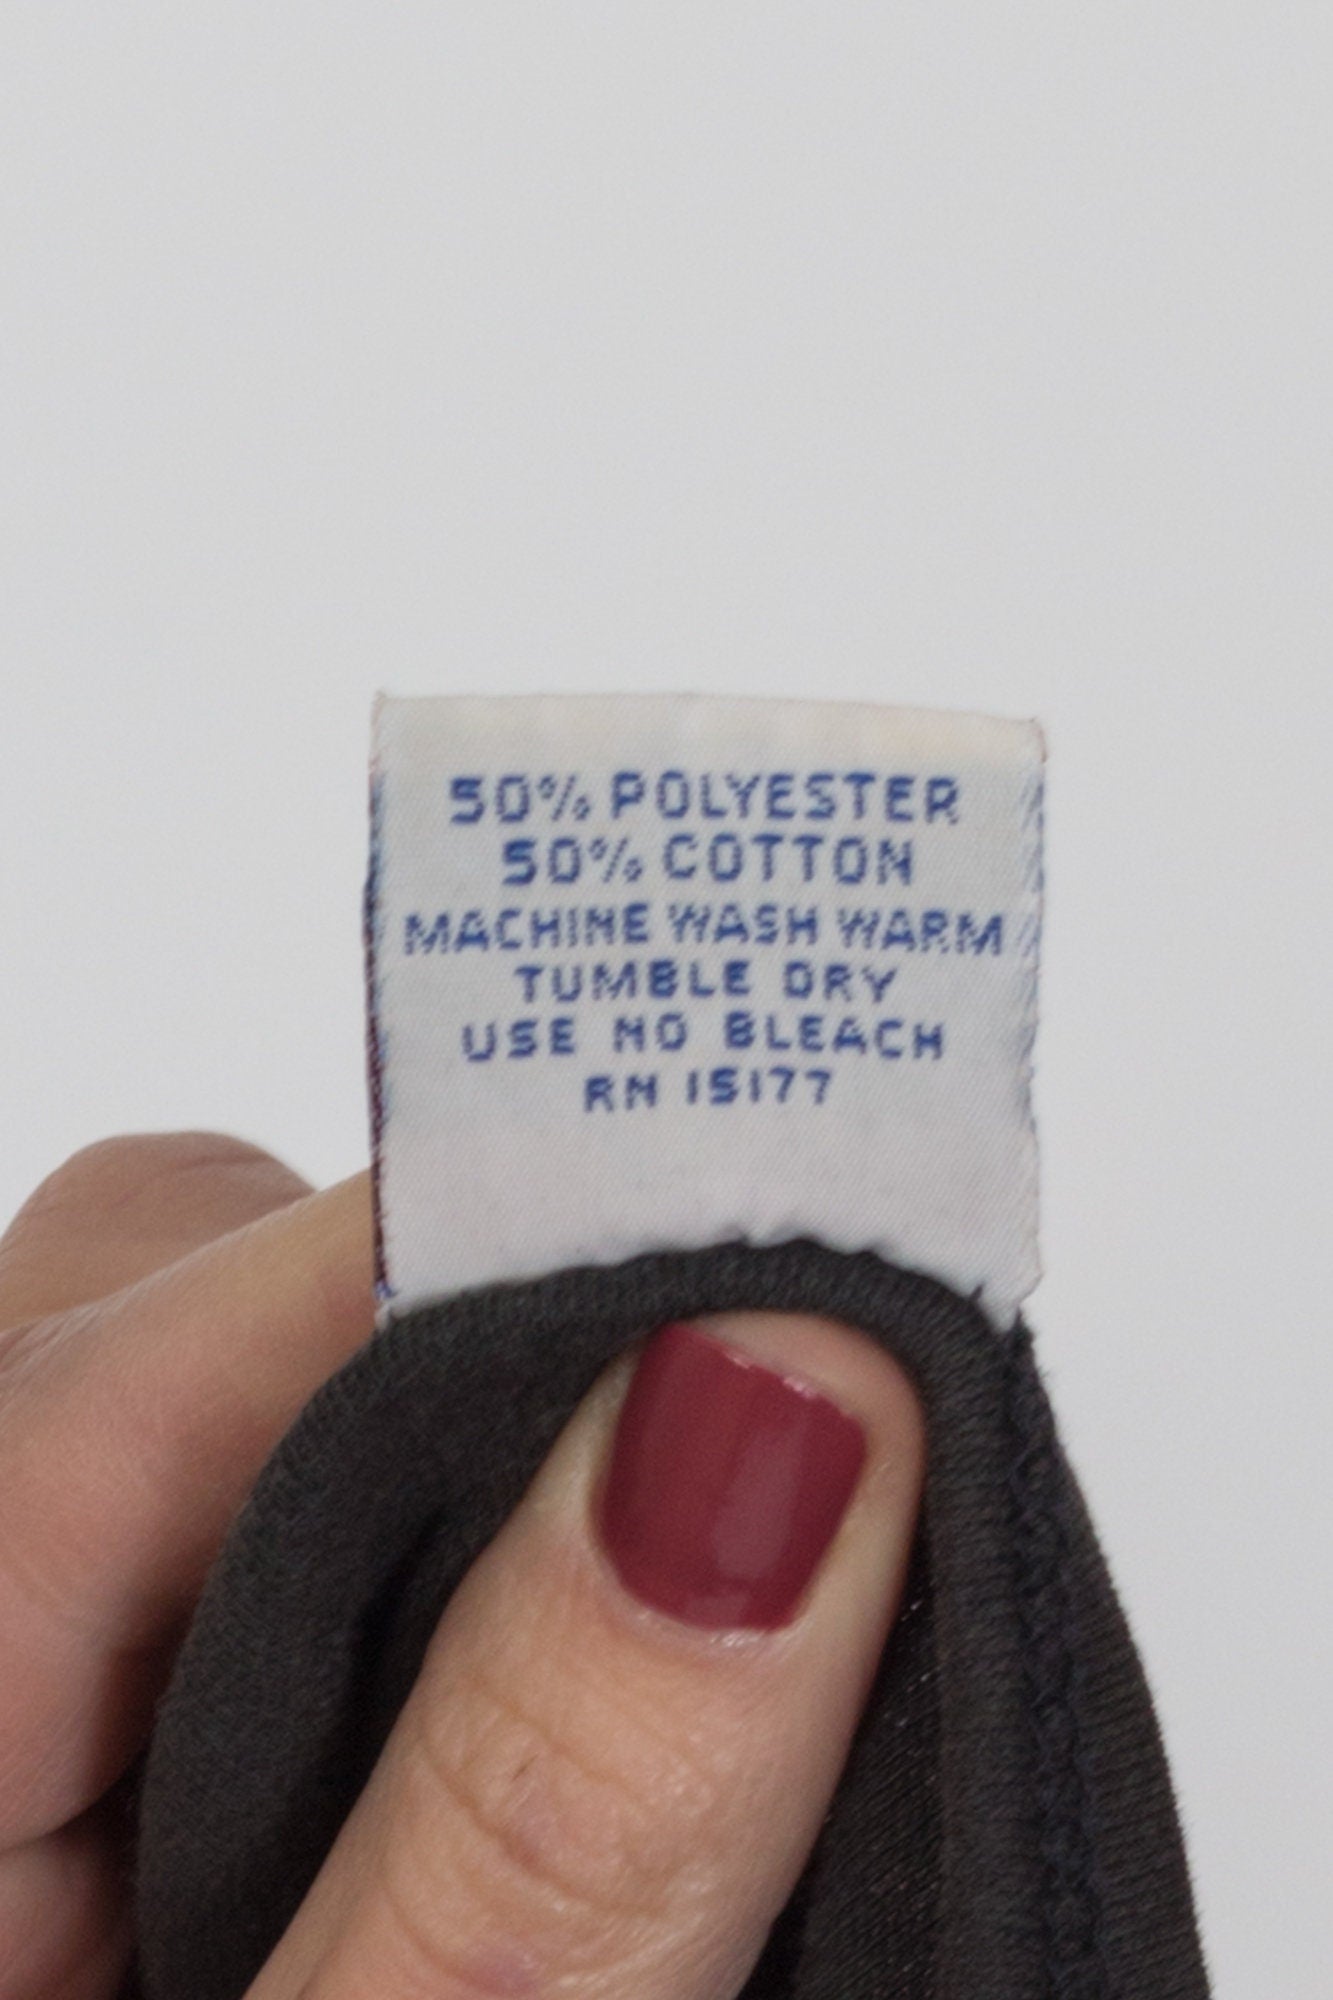 50% POLYESTER
50% COTTON
MACHINE WASH WARM
TUMBLE DRY
USE NO BLEACH
RN 15177